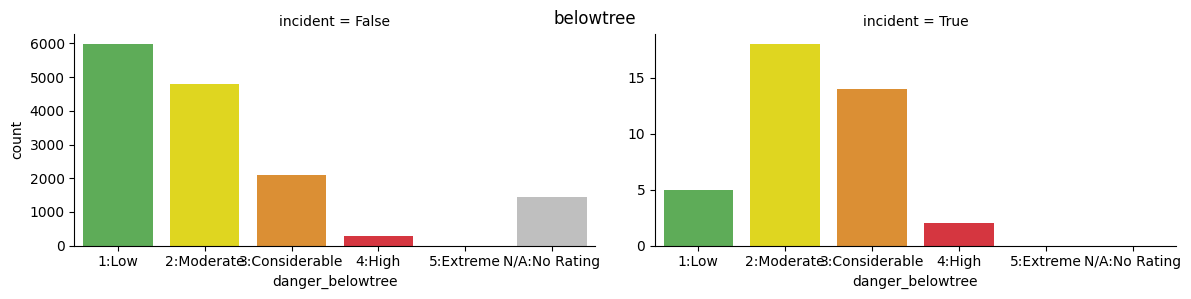 belowtree
incident = False
incident = True
6000
5000
4000
3000
2000
1000
0
count
1:Low 2:Moderate 3:Considerable 4:High 5:Extreme N/A:No Rating
danger_belowtree
15
10
5
0
1:Low 2:Moderate 3:Considerable 4:High 5:Extreme N/A:No Rating
danger_belowtree